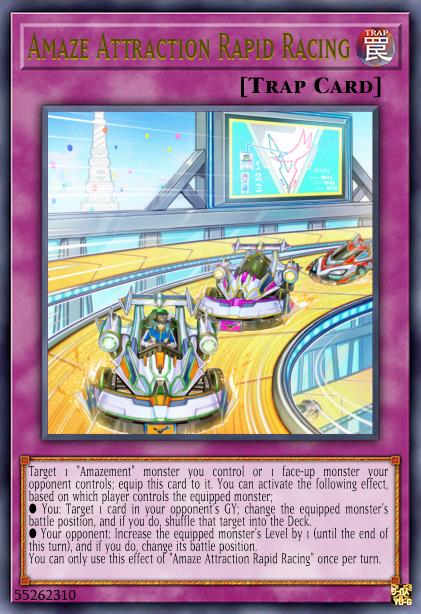 AMAZE ATTRACTION RAPID RACING
TRAP
罠
[TRAP CARD]
1
2
3
Target 1 "Amazement" monster you control or 1 face-up monster your
opponent controls; equip this card to it. You can activate the following effect,
based on which player controls the equipped monster;
● You: Target 1 card in your opponent's GY; change the equipped monster's
battle position, and if you do, shuffle that target into the Deck.
● Your opponent: Increase the equipped monster's Level by 1 (until the end of
this turn), and if you do, change its battle position.
You can only use this effect of "Amaze Attraction Rapid Racing" once per turn.
55262310